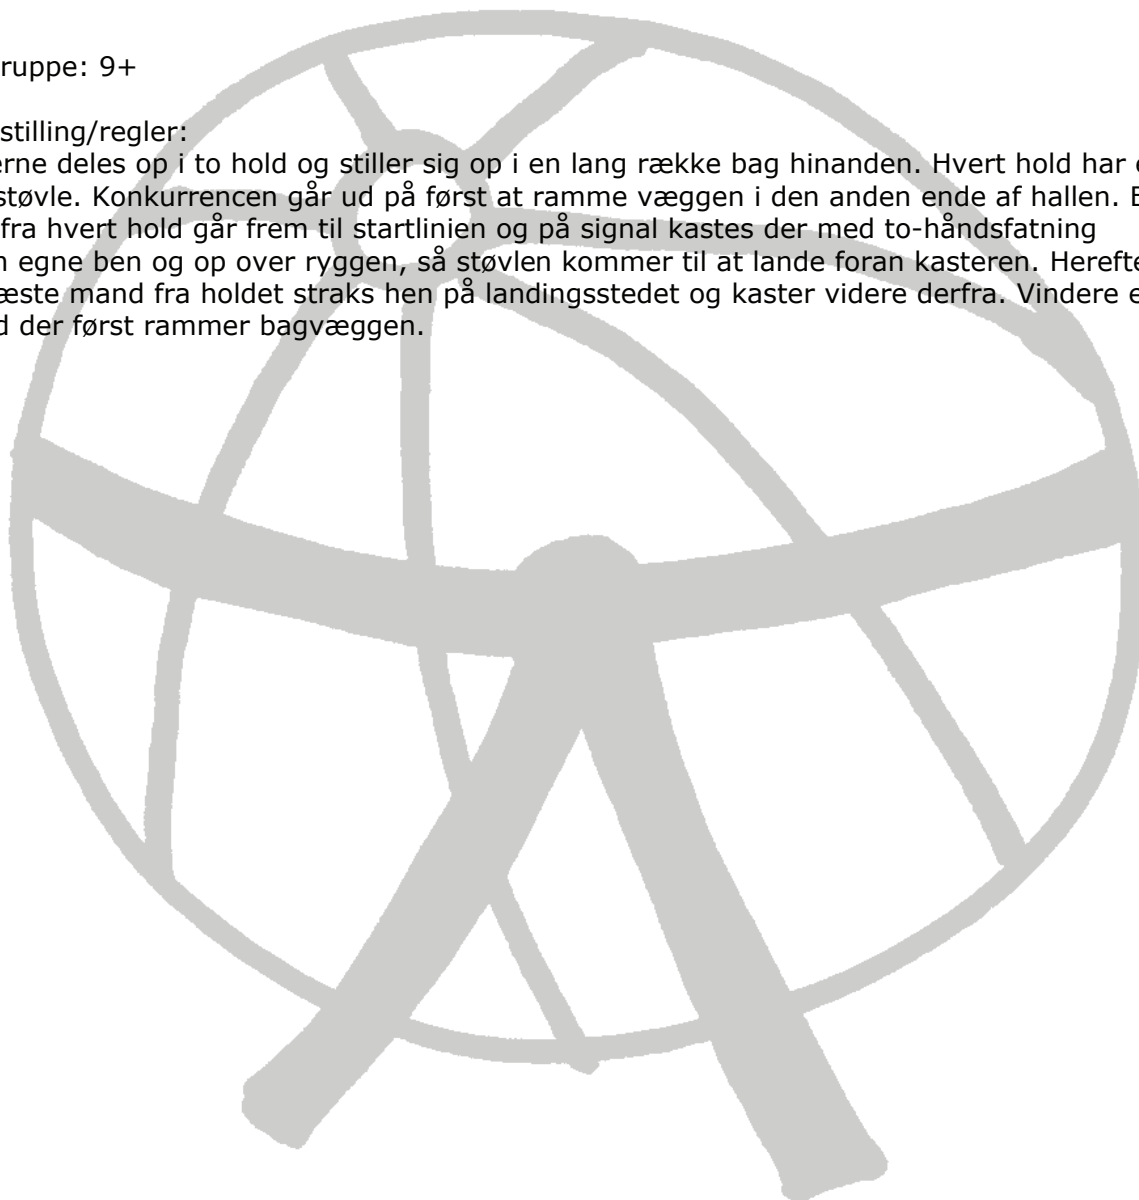 ruppe: 9+
stilling/regler:
erne deles op i to hold og stiller sig op i en lang række bag hinanden. Hvert hold har
støvle. Konkurrencen går ud på først at ramme væggen i den anden ende af hallen.
fra hvert hold går frem til startlinien og på signal kastes der med to-håndsfatning
egne ben og op over ryggen, så støvlen kommer til at lande foran kasteren. Herefte
æste mand fra holdet straks hen på landingsstedet og kaster videre derfra. Vindere e
d der først rammer bagvæggen.